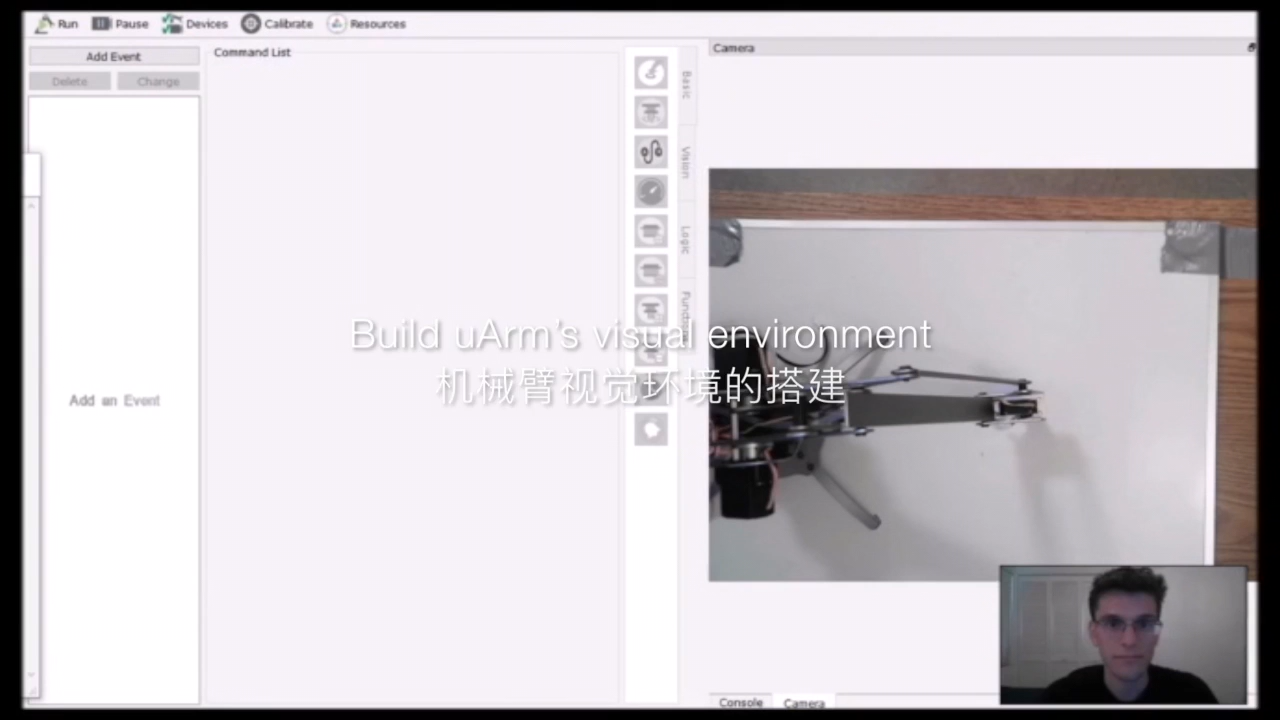 Run Pause Devices Calibrate Resources
Add Event
Delete Change
Command List
Camera
Basic
Vision
Logic
Add an Event
Build uArm's visual environment
机械臂视觉环境的搭建
Console Camera